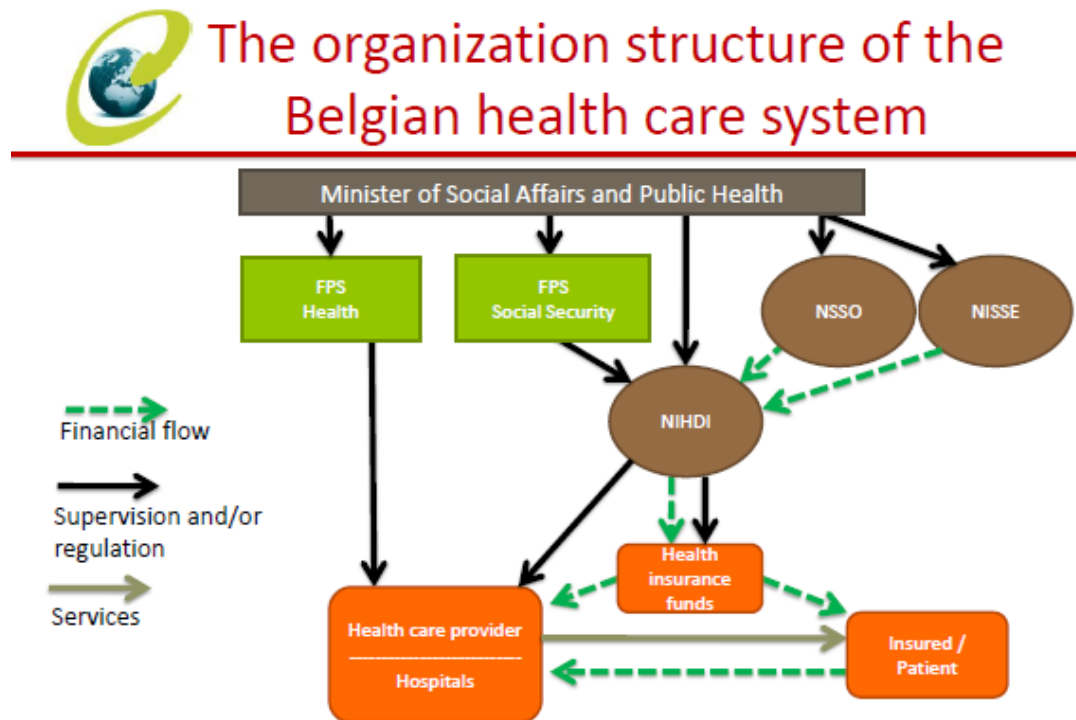 The organization structure of the
Belgian health care system
Minister of Social Affairs and Public Health
FPS
Health
FPS
Social Security
NSSO
NISSE
NIHDI
Financial flow
Supervision and/or
regulation
Services
Health
insurance
funds
Health care provider
Hospitals
Insured /
Patient